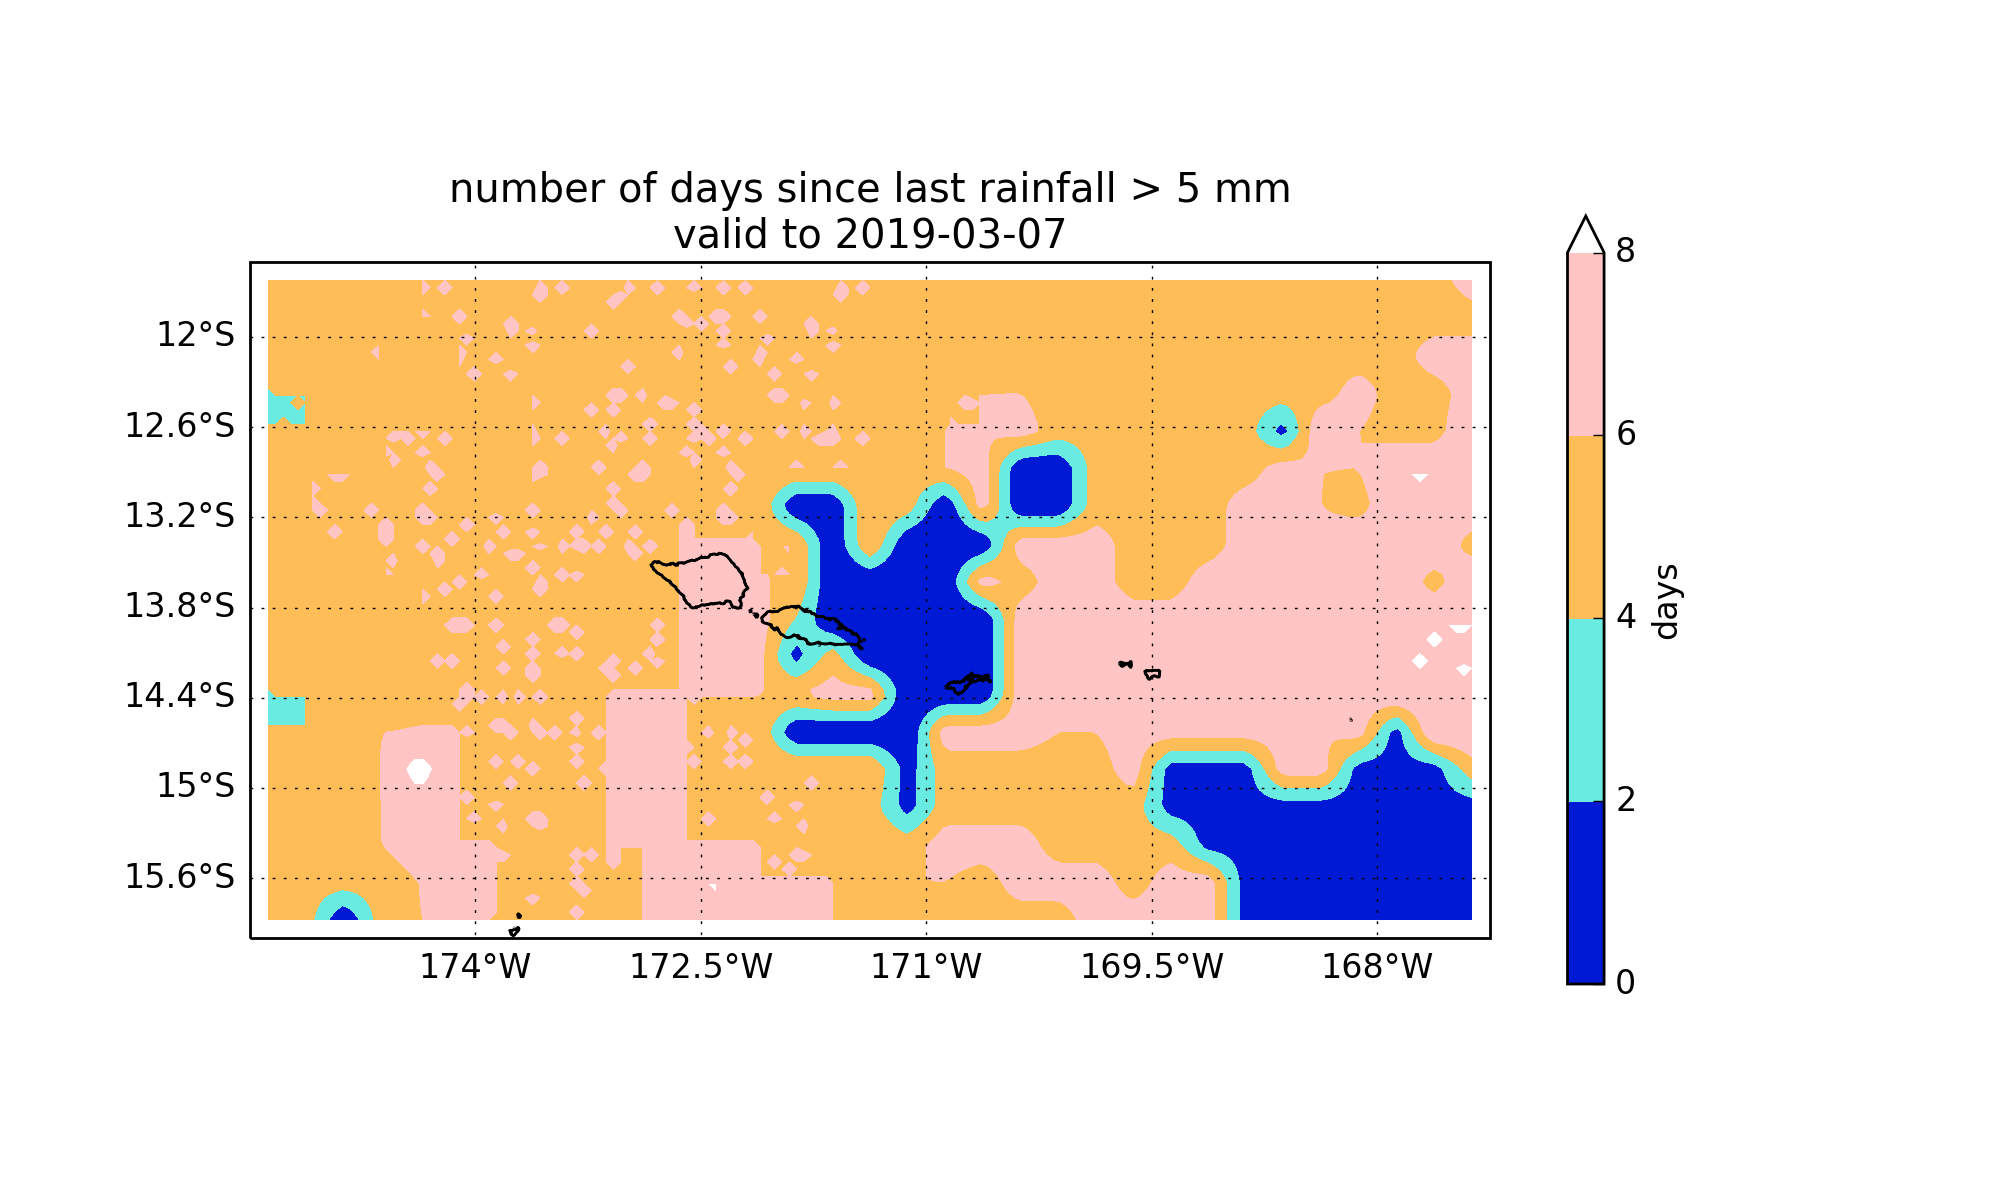 number of days since last rainfall > 5 mm
valid to 2019-03-07
12°S
12.6°S
13.2°S
13.8°S
14.4°S
15°S
15.6°S
174°W
172.5°W
171°W
169.5°W
168°W
8
6
4
2
0
days